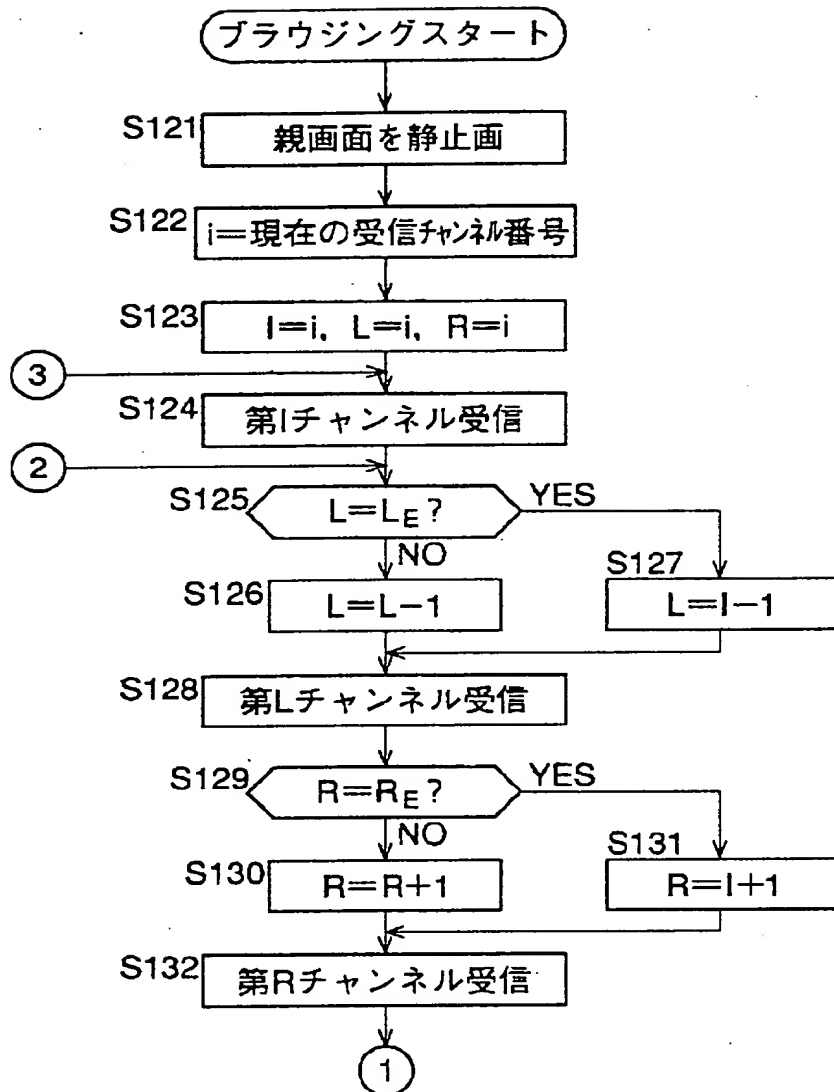 ブラウジングスタート
S121
親画面を静止画
S122
i=現在の受信チャンネル番号
S123
I=i, L=i, R=i
3
S124
第Iチャンネル受信
2
S125
L=LE?
YES
NO
S126
L=L-1
S127
L=I-1
S128
第Lチャンネル受信
S129
R=RE?
YES
NO
S130
R=R+1
S131
R=I+1
S132
第Rチャンネル受信
1